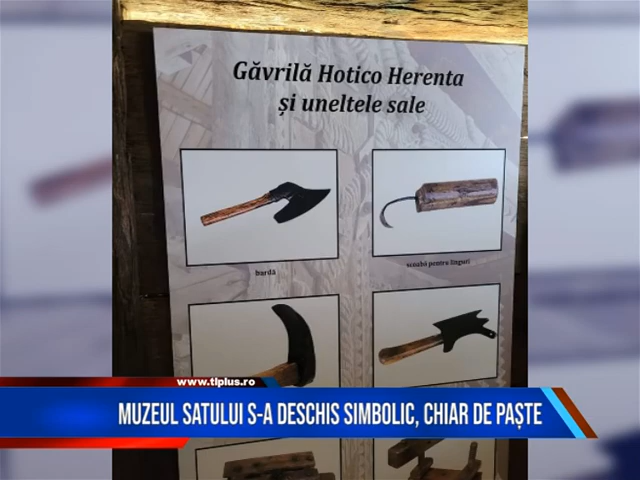 Găvrilă Hotico Herenta
și uneltele sale
bardă
scoabă pentru linguri
www.tlplus.ro
MUZEUL SATULUI S-A DESCHIS SIMBOLIC, CHIAR DE PAȘTE